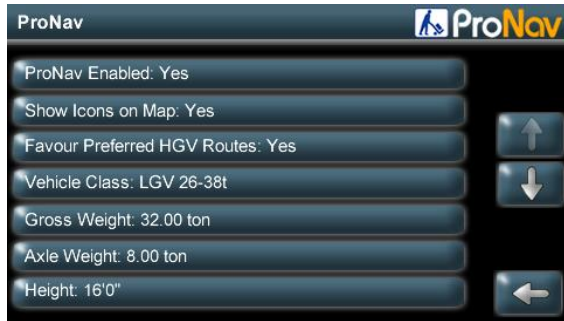 ProNav
ProNav
ProNav Enabled: Yes
Show Icons on Map: Yes
Favour Preferred HGV Routes: Yes
Vehicle Class: LGV 26-38t
Gross Weight: 32.00 ton
Axle Weight: 8.00 ton
Height: 16'0"